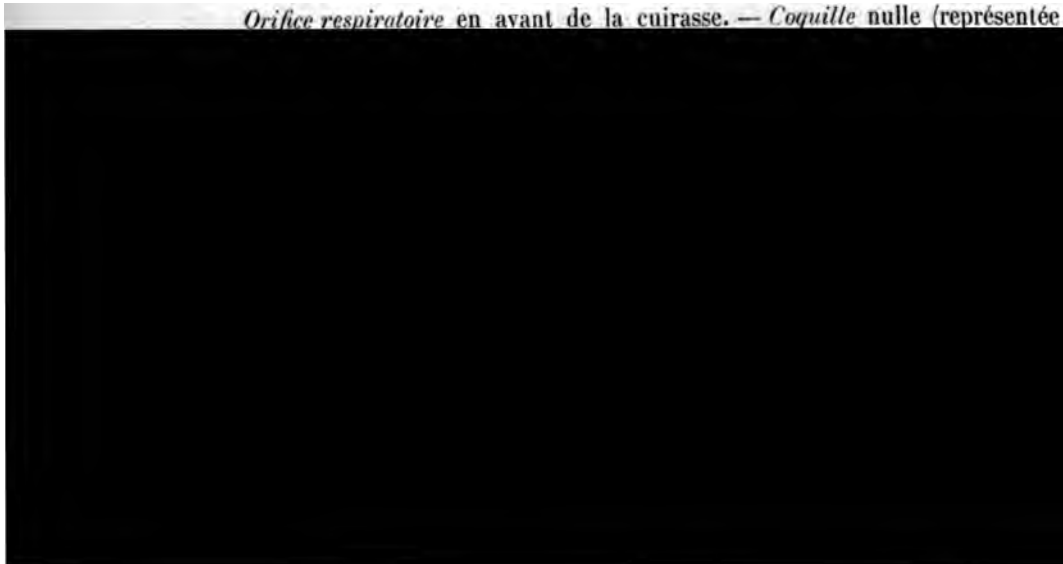 Orifice respiratoire en avant de la cuirasse. — Coquille nulle (représentée